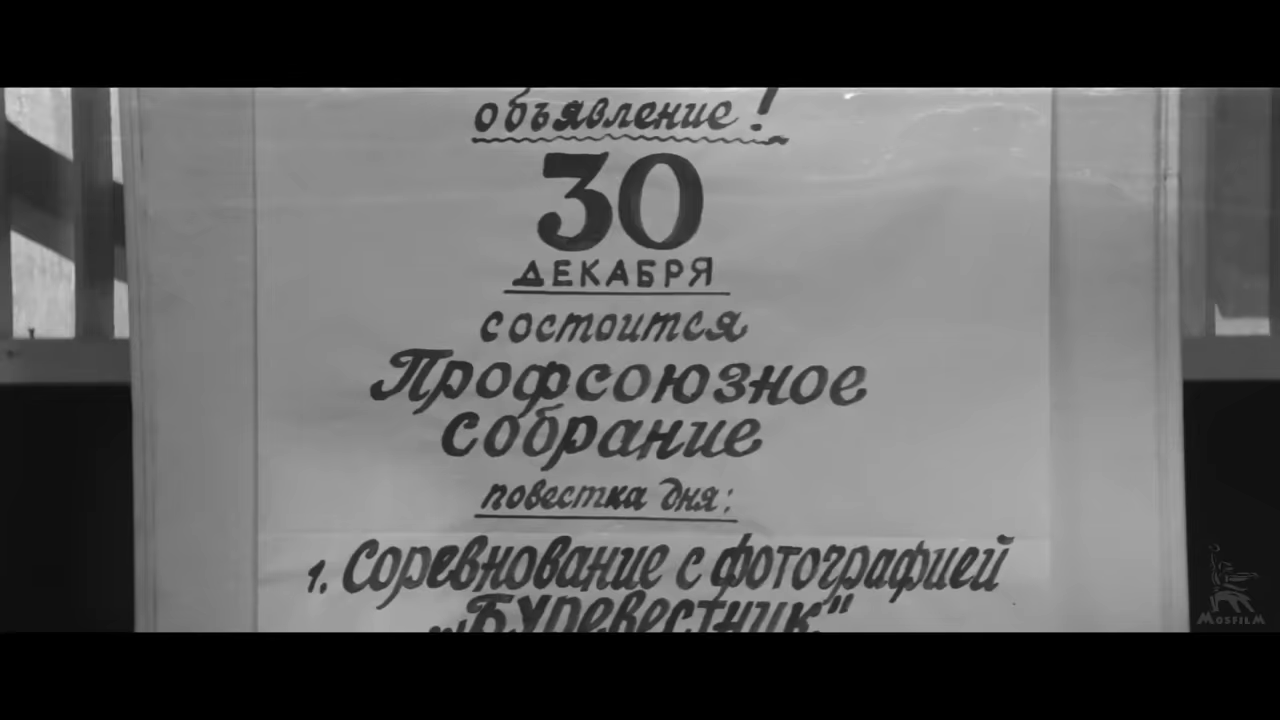 объявление!
30
ДЕКАБРЯ
состоится
Профсоюзное
собрание
повестка дня:
1. Соревнование с фотографией
„Буревестник"
MOSFILM